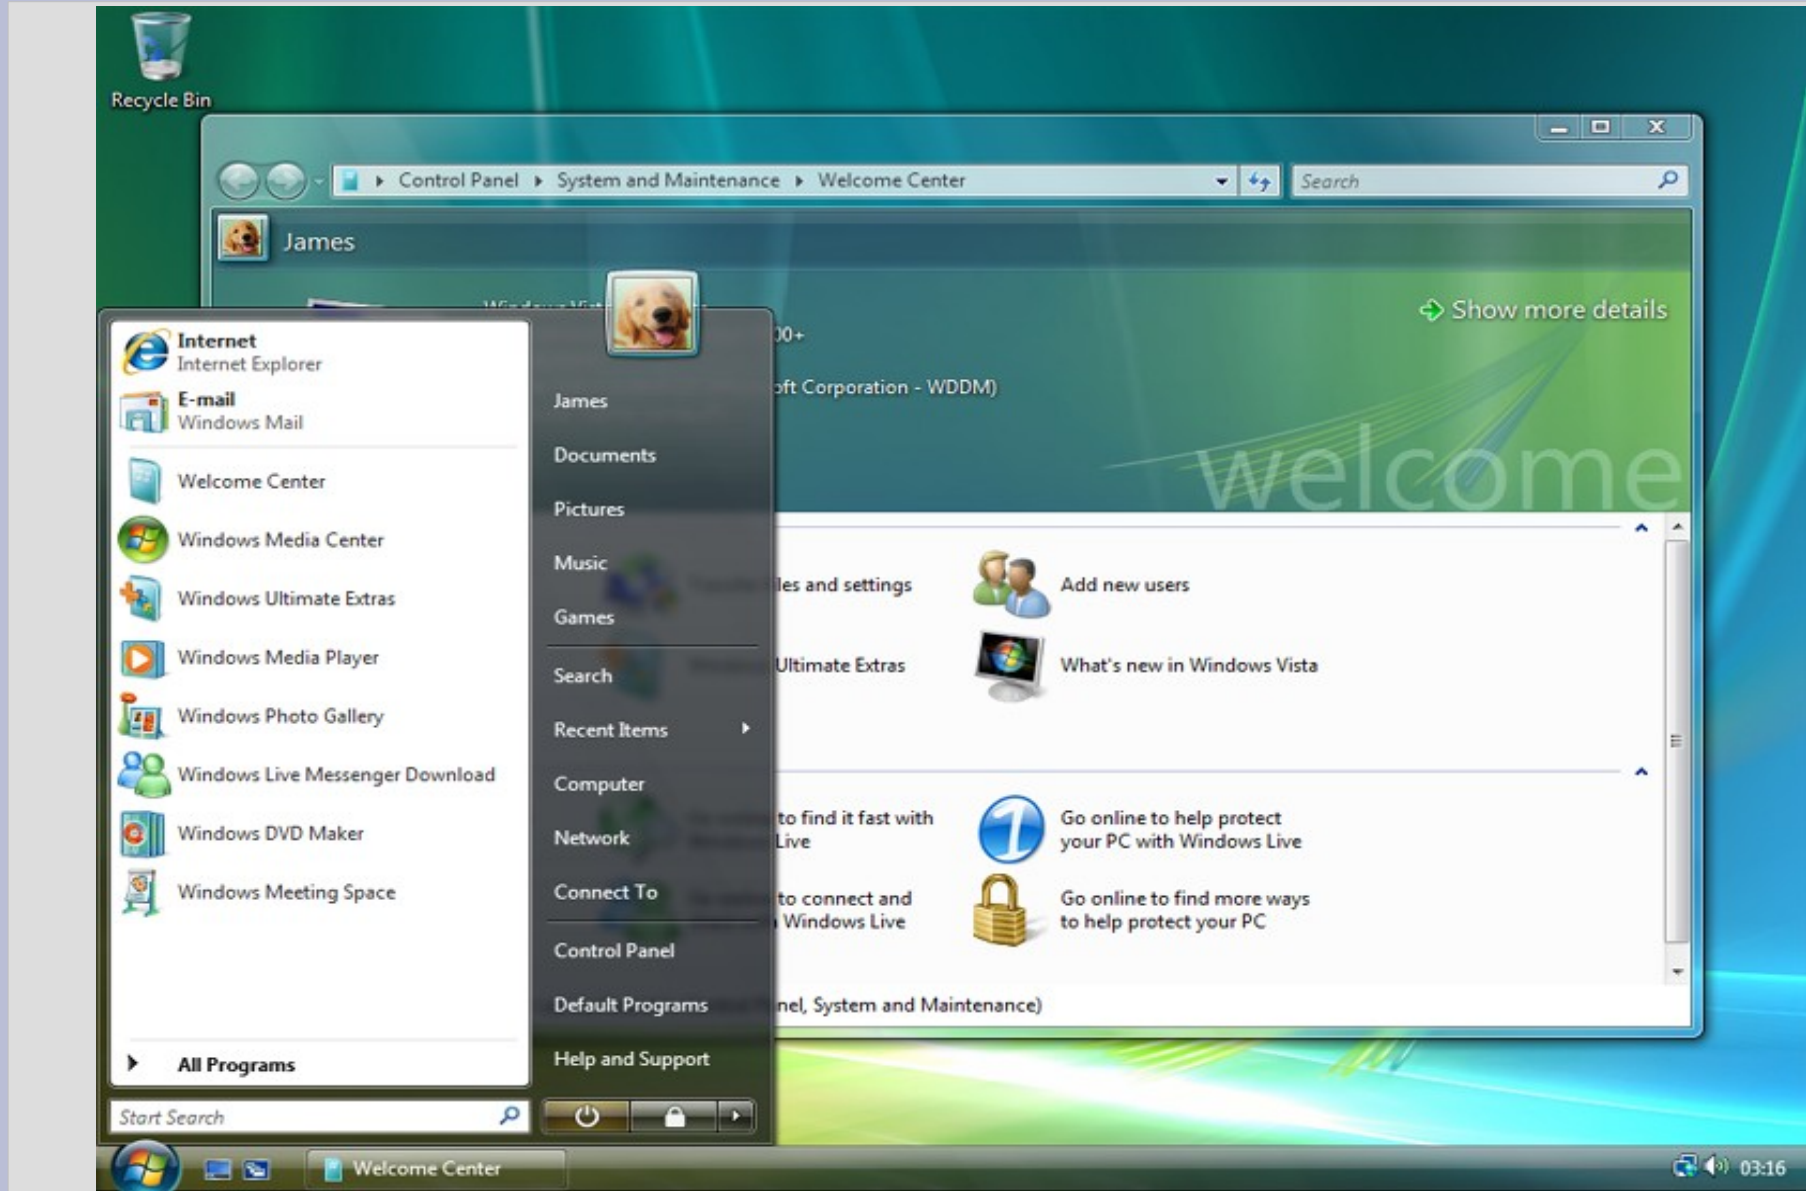 Recycle Bin
Control Panel
System and Maintenance
Welcome Center
Search
James
Show more details
00+
oft Corporation - WDDM)
welcome
Internet
Internet Explorer
E-mail
Windows Mail
Welcome Center
Windows Media Center
Windows Ultimate Extras
Windows Media Player
Windows Photo Gallery
Windows Live Messenger Download
Windows DVD Maker
Windows Meeting Space
All Programs
Start Search
James
Documents
Pictures
Music
Games
Search
Recent Items
Computer
Network
Connect To
Control Panel
Default Programs
Help and Support
les and settings
Add new users
Ultimate Extras
What's new in Windows Vista
to find it fast with
Live
Go online to help protect
your PC with Windows Live
to connect and
Windows Live
Go online to find more ways
to help protect your PC
nel, System and Maintenance)
Welcome Center
03:16